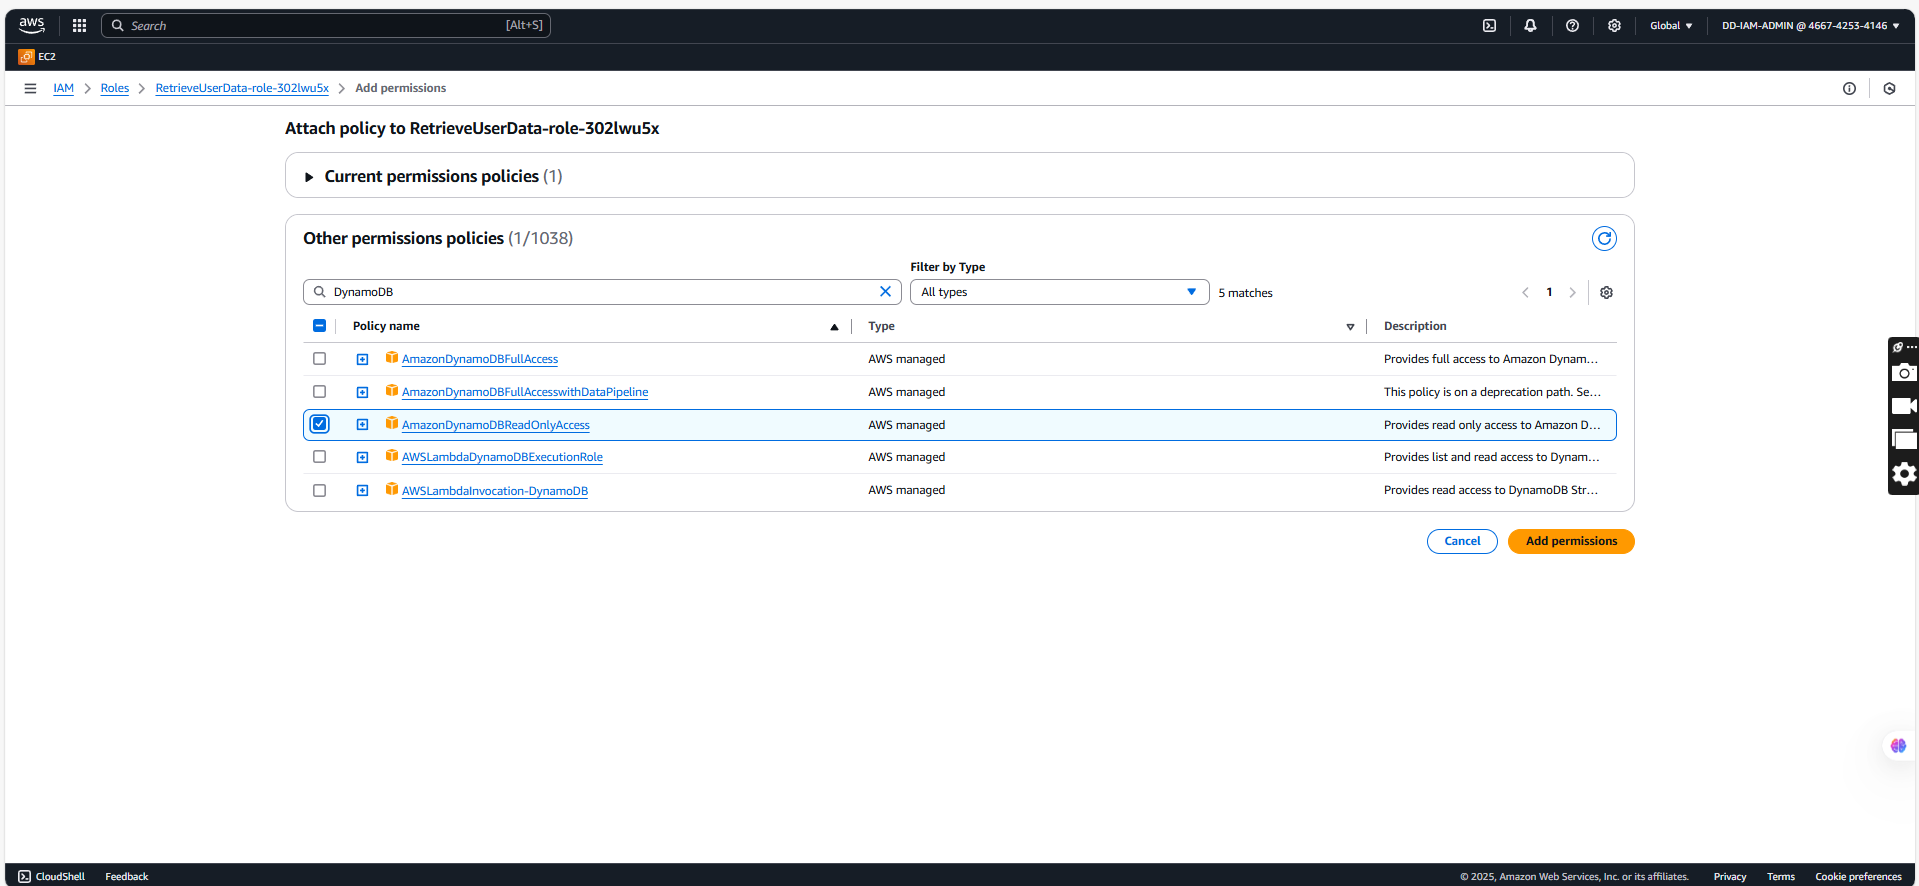 aws
Search [Alt+S]
Global
DD-IAM-ADMIN @ 4667-4253-4146
EC2
IAM > Roles > RetrieveUserData-role-302lwu5x > Add permissions
Attach policy to RetrieveUserData-role-302lwu5x
Current permissions policies (1)
Other permissions policies (1/1038)
Filter by Type
DynamoDB
All types
5 matches
1
Policy name Type Description
AmazonDynamoDBFullAccess AWS managed Provides full access to Amazon Dynam...
AmazonDynamoDBFullAccesswithDataPipeline AWS managed This policy is on a deprecation path. Se...
AmazonDynamoDBReadOnlyAccess AWS managed Provides read only access to Amazon D...
AWSLambdaDynamoDBExecutionRole AWS managed Provides list and read access to Dynam...
AWSLambdaInvocation-DynamoDB AWS managed Provides read access to DynamoDB Str...
Cancel Add permissions
CloudShell Feedback © 2025, Amazon Web Services, Inc. or its affiliates. Privacy Terms Cookie preferences